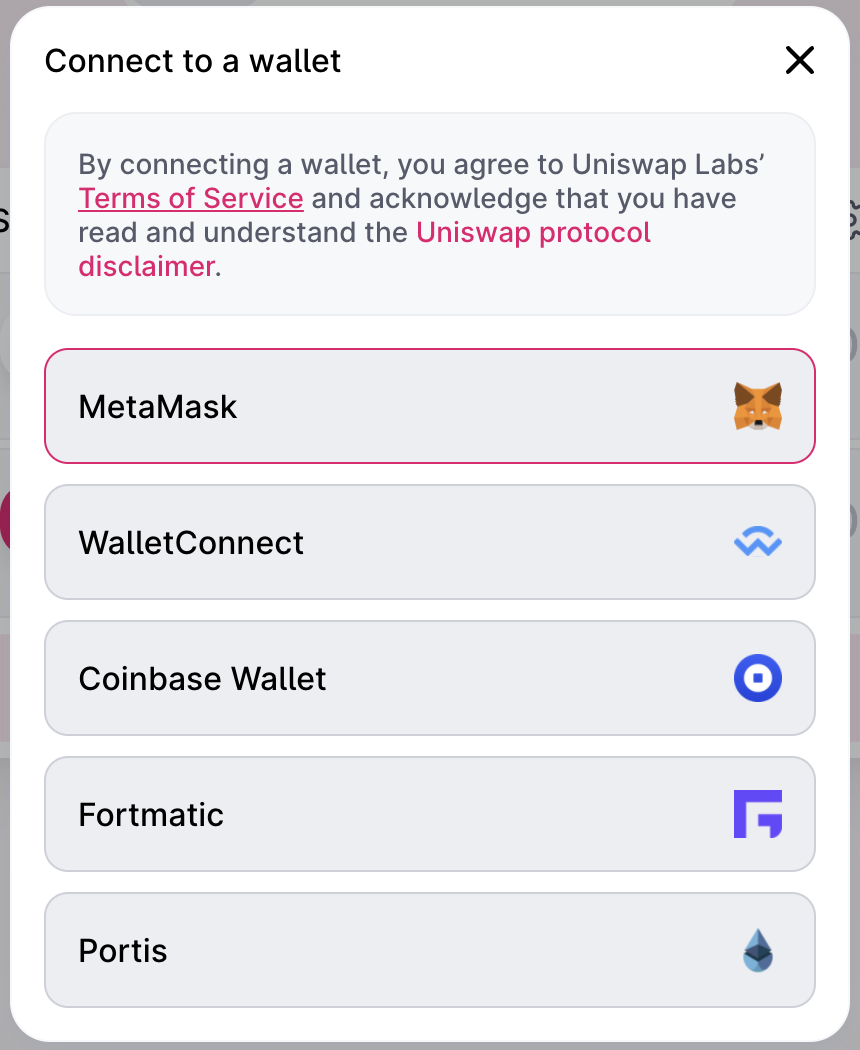 Connect to a wallet
By connecting a wallet, you agree to Uniswap Labs’
Terms of Service and acknowledge that you have
read and understand the Uniswap protocol
disclaimer.
MetaMask
WalletConnect
Coinbase Wallet
Fortmatic
Portis